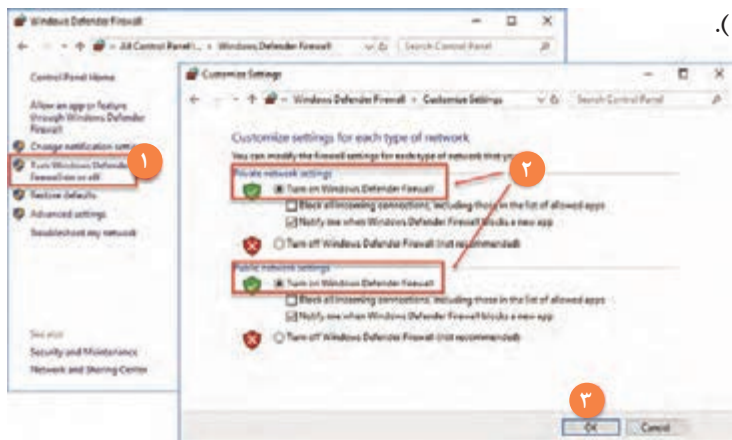 .(
Windows Defender Firewall
All Control Panel I... › Windows Defender Firewall
Search Control Panel
Control Panel Home
Allow an app or feature
through Windows Defender
Firewall
Change notification settings
Turn Windows Defender
Firewall on or off
Restore defaults
Advanced settings
Troubleshoot my network
See also
Security and Maintenance
Network and Sharing Center
۱
Customize Settings
Windows Defender Firewall › Customize Settings
Search Control Panel
Customize settings for each type of network
You can modify the firewall settings for each type of network that you
Private network settings
Turn on Windows Defender Firewall
Block all incoming connections, including those in the list of allowed apps
Notify me when Windows Defender Firewall blocks a new app
Turn off Windows Defender Firewall (not recommended)
۲
Public network settings
Turn on Windows Defender Firewall
Block all incoming connections, including those in the list of allowed apps
Notify me when Windows Defender Firewall blocks a new app
Turn off Windows Defender Firewall (not recommended)
۳
OK
Cancel